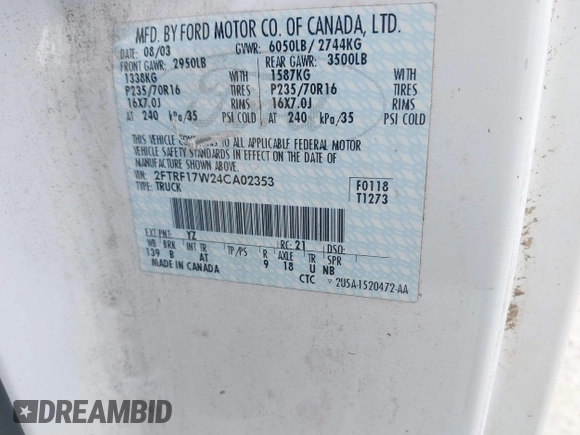 MFD. BY FORD MOTOR CO. OF CANADA, LTD.
DATE: 08/03 GVWR: 6050LB/ 2744KG
FRONT GAWR: 2950LB REAR GAWR: 3500LB
1338KG WITH 1587KG WITH
P235/70R16 TIRES P235/70R16 TIRES
16X7.0J RIMS 16X7.0J RIMS
AT 240 kPa/35 PSI COLD AT 240 kPa/35 PSI COLD
THIS VEHICLE CONFORMS TO ALL APPLICABLE FEDERAL MOTOR
VEHICLE SAFETY STANDARDS IN EFFECT ON THE DATE OF
MANUFACTURE SHOWN ABOVE.
VIN: 2FTRF17W24CA02353 F0118
TYPE: TRUCK T1273
EXT PNT: YZ RC: 21 DSO:
WB BRK INT TR TP/PS R AXLE TR SPR
139 B AT 9 18 U NB
MADE IN CANADA CTC 2U5A-1520472-AA
DREAMBID